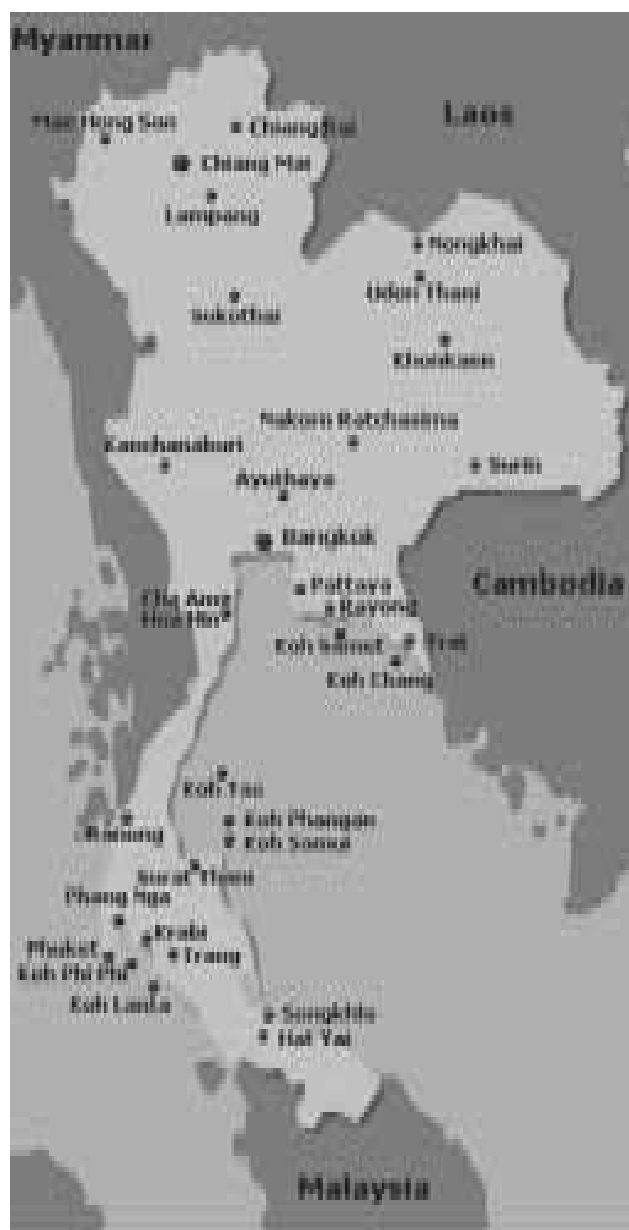 Myanmar
Laos
Mae Hong Son
Chiang Rai
Chiang Mai
Lampang
Nongkhai
Udon Thani
Sukothai
Khonkaen
Nakorn Ratchasima
Kanchanaburi
Surin
Ayuthaya
Bangkok
Cambodia
Pattaya
Cha Ama
Rayong
Hua Hin
Koh Samet
Trat
Koh Chang
Koh Tao
Ranong
Koh Phangan
Koh Samui
Surat Thani
Phang Nga
Krabi
Phuket
Trang
Koh Phi Phi
Koh Lanta
Songkhla
Hat Yai
Malaysia